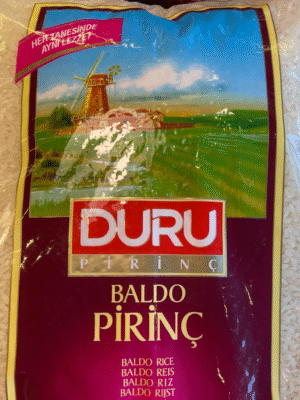 HER TANESİNDE
AYNI LEZZET
DURU
PİRİNÇ
BALDO
PİRİNÇ
BALDO RICE
BALDO REIS
BALDO RIZ
BALDO RIJST